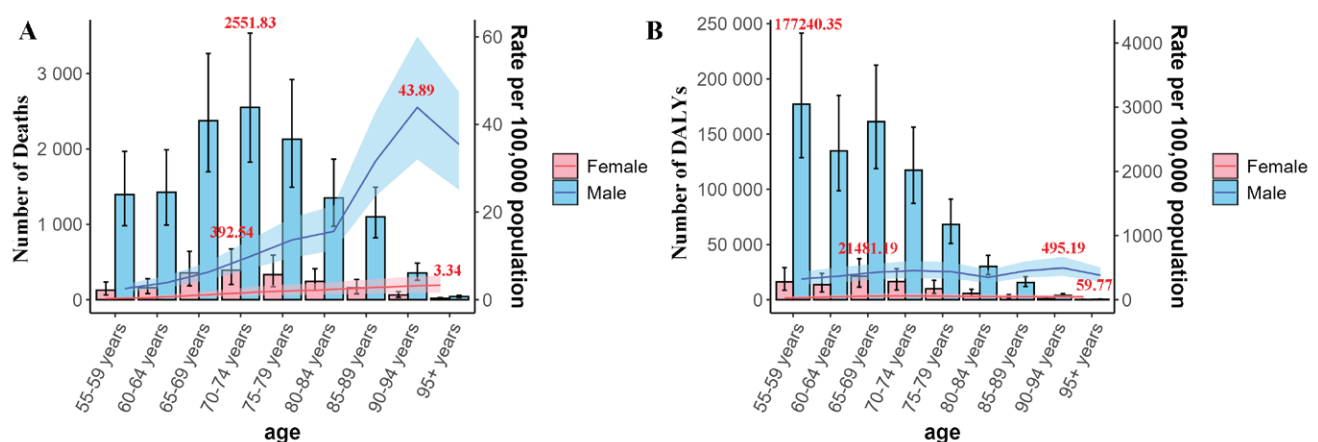 A
2551.83
43.89
392.54
3.34
3 000
2 000
1 000
0
60
40
20
0
Number of Deaths
Rate per 100,000 population
55-59 years
60-64 years
65-69 years
70-74 years
75-79 years
80-84 years
85-89 years
90-94 years
95+ years
age
Female
Male
B
177240.35
21481.19
495.19
59.77
250 000
200 000
150 000
100 000
50 000
0
4000
3000
2000
1000
0
Number of DALYs
Rate per 100,000 population
55-59 years
60-64 years
65-69 years
70-74 years
75-79 years
80-84 years
85-89 years
90-94 years
95+ years
age
Female
Male